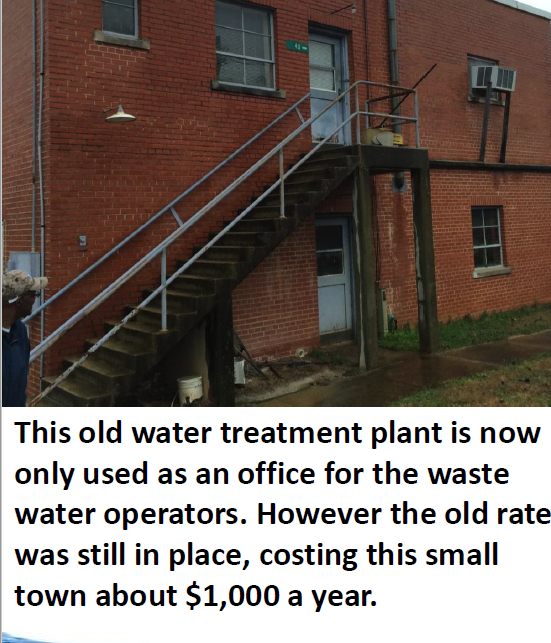 This old water treatment plant is now
only used as an office for the waste
water operators. However the old rate
was still in place, costing this small
town about $1,000 a year.